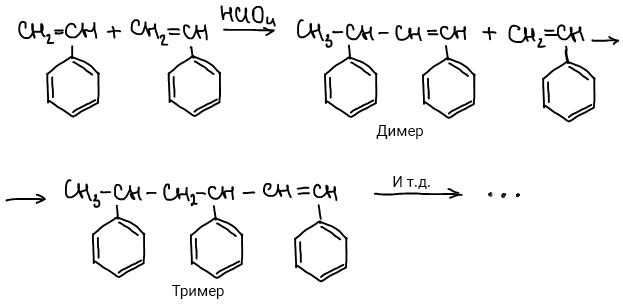 CH₂=CH + CH₂=CH HClO₄ → CH₃-CH-CH=CH + CH₂=CH →
Димер
→ CH₃-CH-CH₂-CH-CH=CH И т.д. → ...
Тример